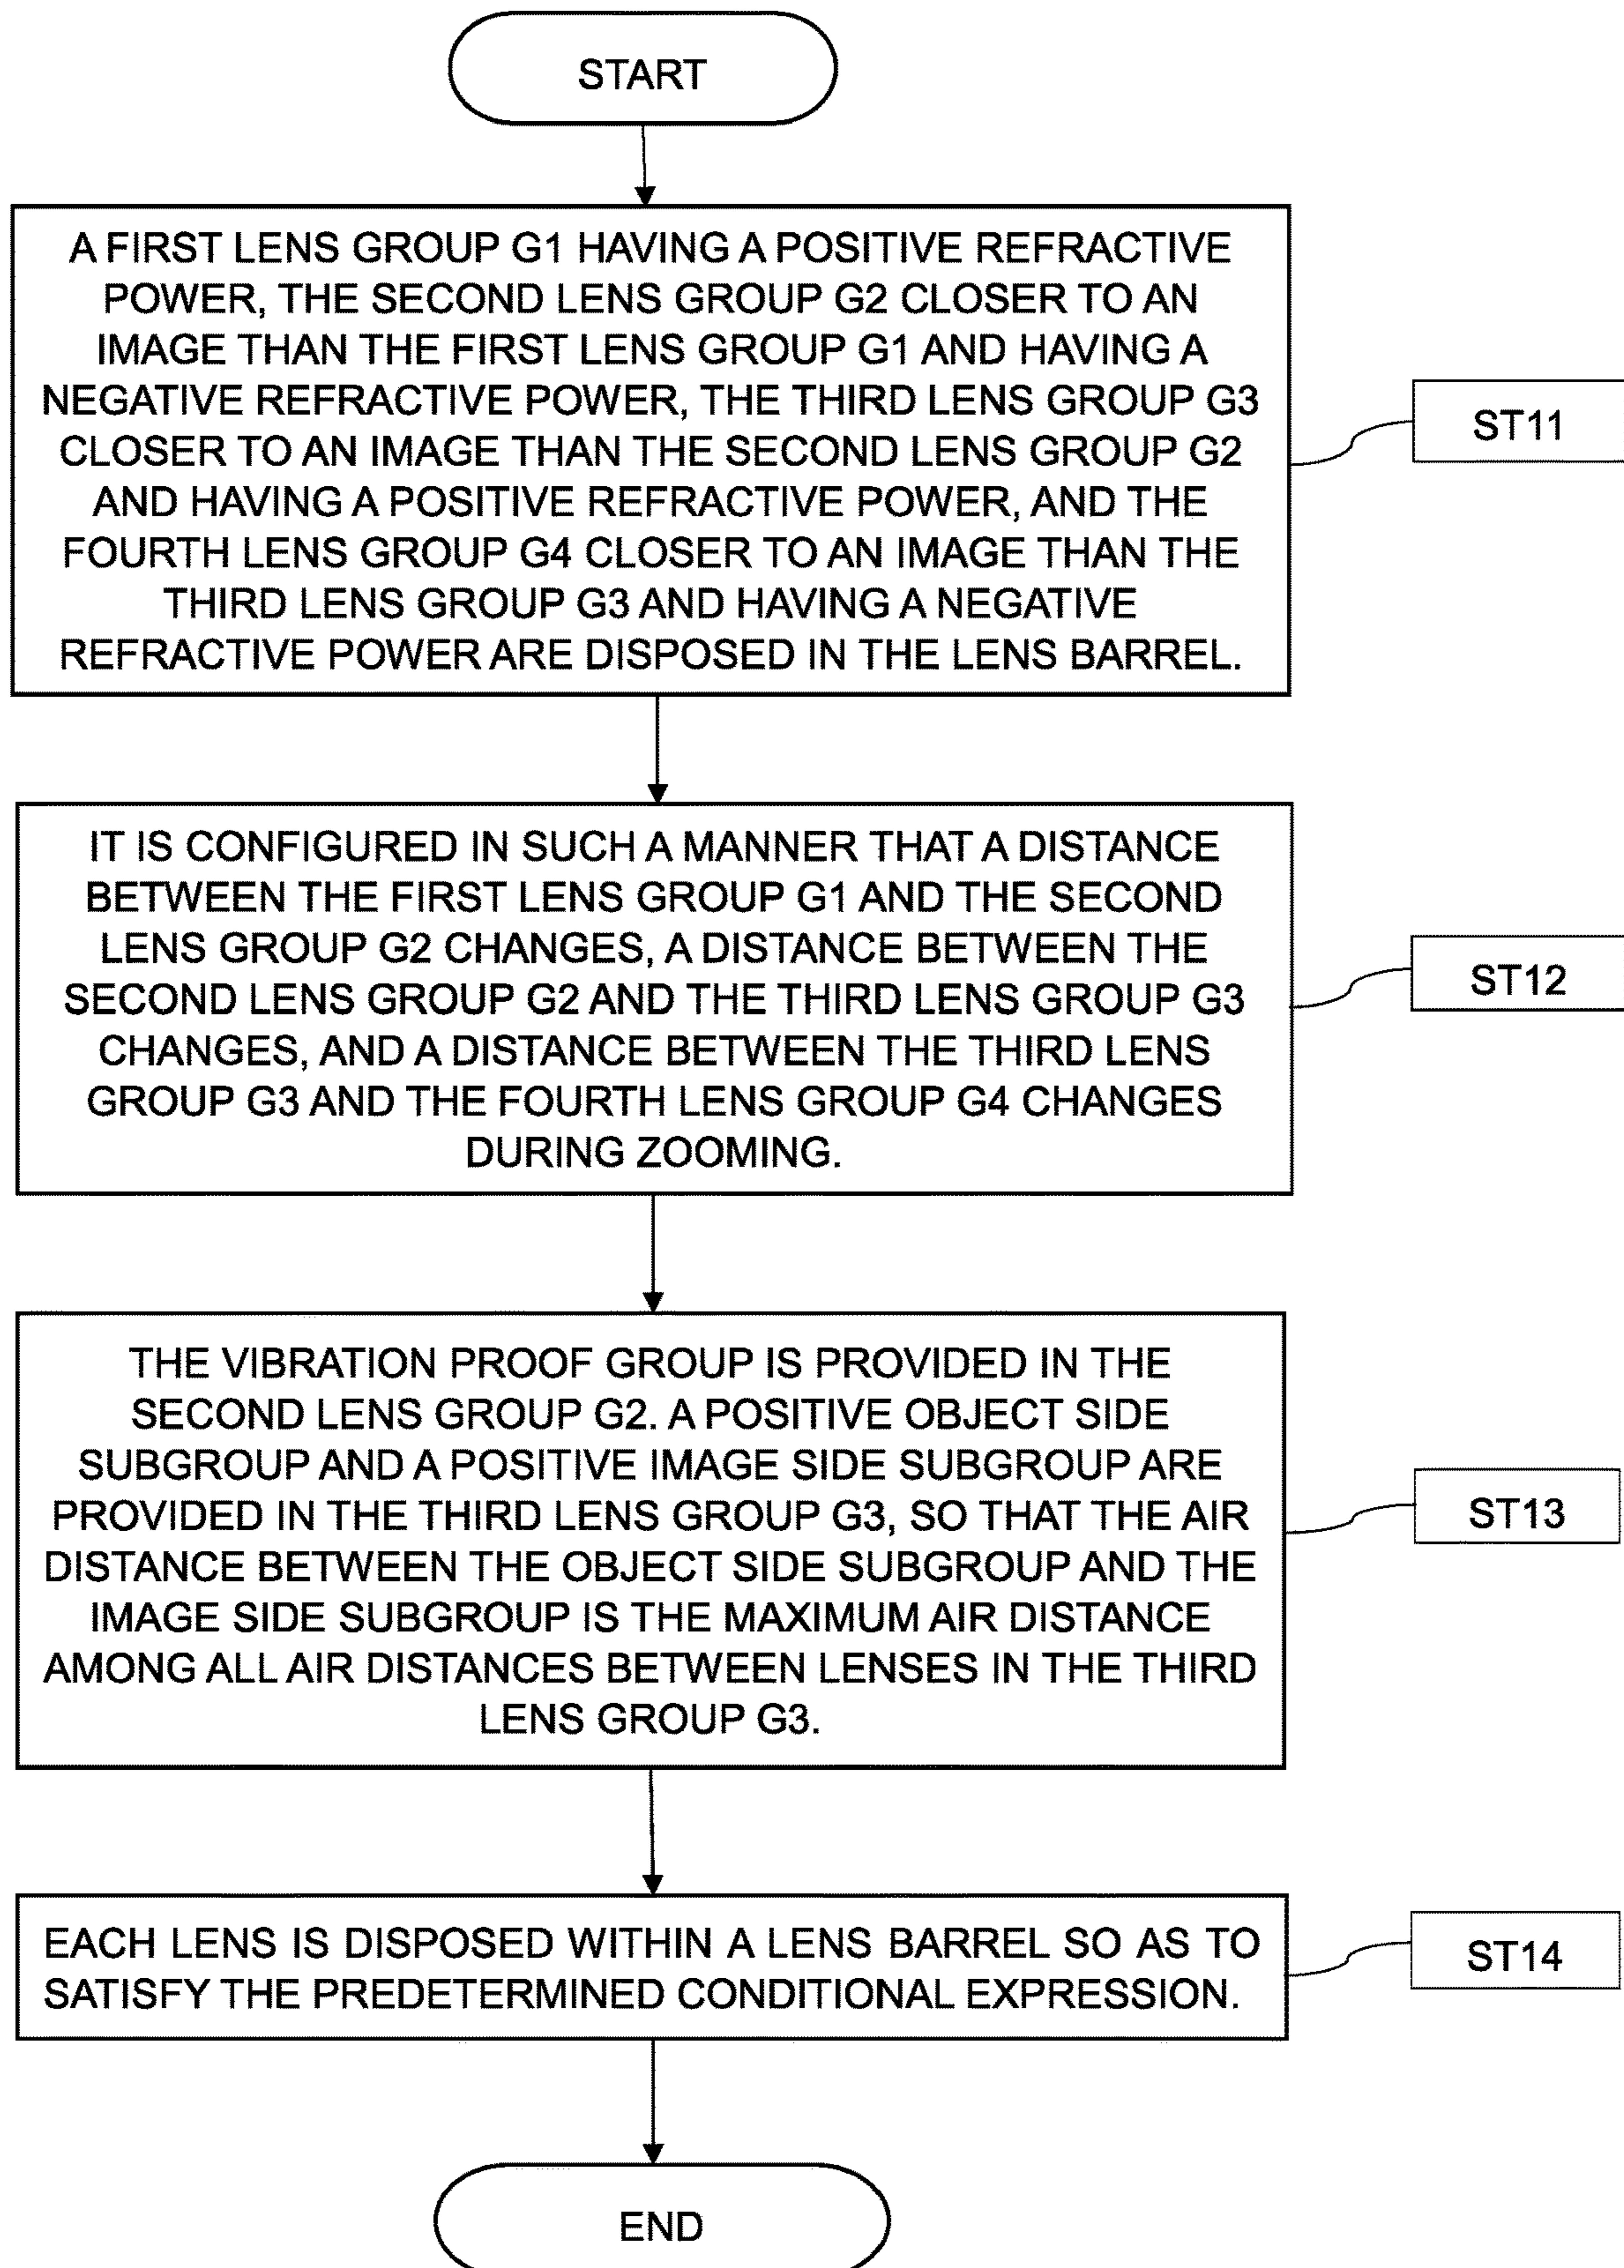 START
A FIRST LENS GROUP G1 HAVING A POSITIVE REFRACTIVE
POWER, THE SECOND LENS GROUP G2 CLOSER TO AN
IMAGE THAN THE FIRST LENS GROUP G1 AND HAVING A
NEGATIVE REFRACTIVE POWER, THE THIRD LENS GROUP G3
CLOSER TO AN IMAGE THAN THE SECOND LENS GROUP G2
AND HAVING A POSITIVE REFRACTIVE POWER, AND THE
FOURTH LENS GROUP G4 CLOSER TO AN IMAGE THAN THE
THIRD LENS GROUP G3 AND HAVING A NEGATIVE
REFRACTIVE POWER ARE DISPOSED IN THE LENS BARREL.
ST11
IT IS CONFIGURED IN SUCH A MANNER THAT A DISTANCE
BETWEEN THE FIRST LENS GROUP G1 AND THE SECOND
LENS GROUP G2 CHANGES, A DISTANCE BETWEEN THE
SECOND LENS GROUP G2 AND THE THIRD LENS GROUP G3
CHANGES, AND A DISTANCE BETWEEN THE THIRD LENS
GROUP G3 AND THE FOURTH LENS GROUP G4 CHANGES
DURING ZOOMING.
ST12
THE VIBRATION PROOF GROUP IS PROVIDED IN THE
SECOND LENS GROUP G2. A POSITIVE OBJECT SIDE
SUBGROUP AND A POSITIVE IMAGE SIDE SUBGROUP ARE
PROVIDED IN THE THIRD LENS GROUP G3, SO THAT THE AIR
DISTANCE BETWEEN THE OBJECT SIDE SUBGROUP AND THE
IMAGE SIDE SUBGROUP IS THE MAXIMUM AIR DISTANCE
AMONG ALL AIR DISTANCES BETWEEN LENSES IN THE THIRD
LENS GROUP G3.
ST13
EACH LENS IS DISPOSED WITHIN A LENS BARREL SO AS TO
SATISFY THE PREDETERMINED CONDITIONAL EXPRESSION.
ST14
END